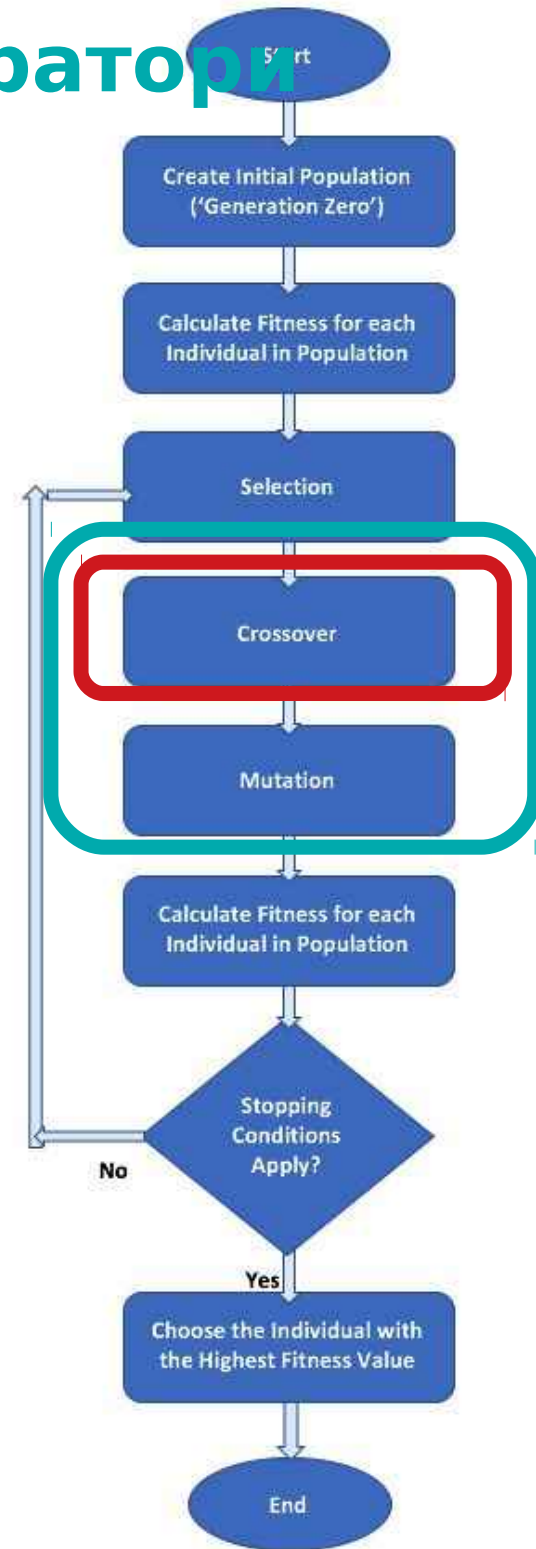 ратори
Start
Create Initial Population
('Generation Zero')
Calculate Fitness for each
Individual in Population
Selection
Crossover
Mutation
Calculate Fitness for each
Individual in Population
Stopping
Conditions
Apply?
No
Yes
Choose the Individual with
the Highest Fitness Value
End